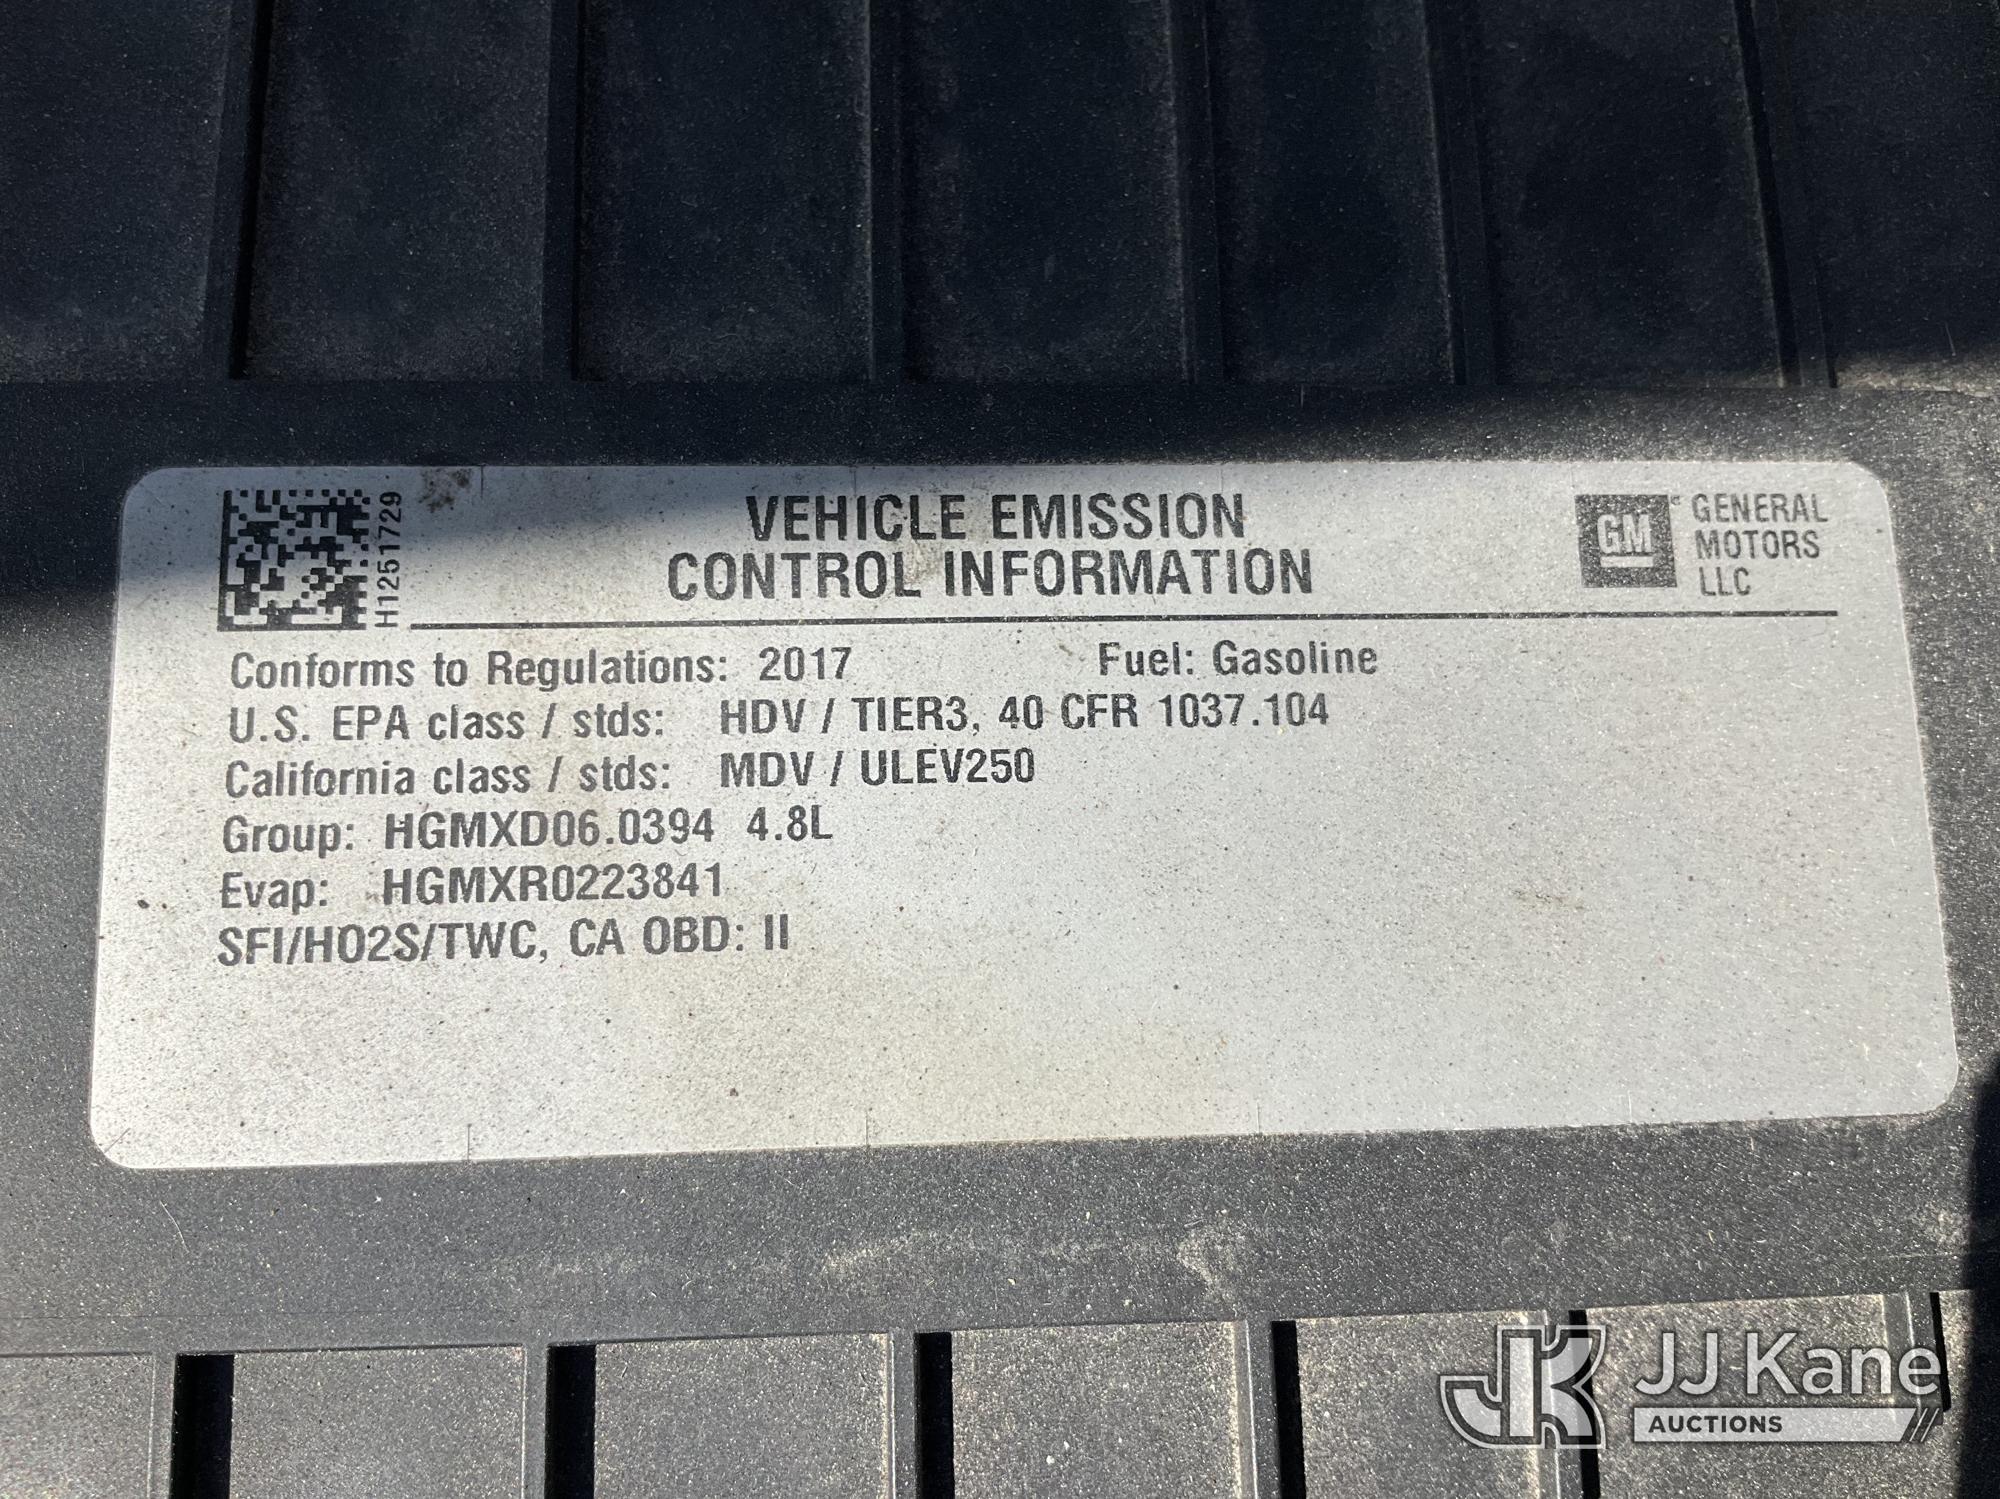 H12517729
VEHICLE EMISSION
CONTROL INFORMATION
GM
GENERAL
MOTORS
LLC
Conforms to Regulations: 2017 Fuel: Gasoline
U.S. EPA class / stds: HDV / TIER3, 40 CFR 1037.104
California class / stds: MDV / ULEV250
Group: HGMXD06.0394 4.8L
Evap: HGMXR0223841
SFI/HO2S/TWC, CA OBD: II
JK JJ Kane
AUCTIONS